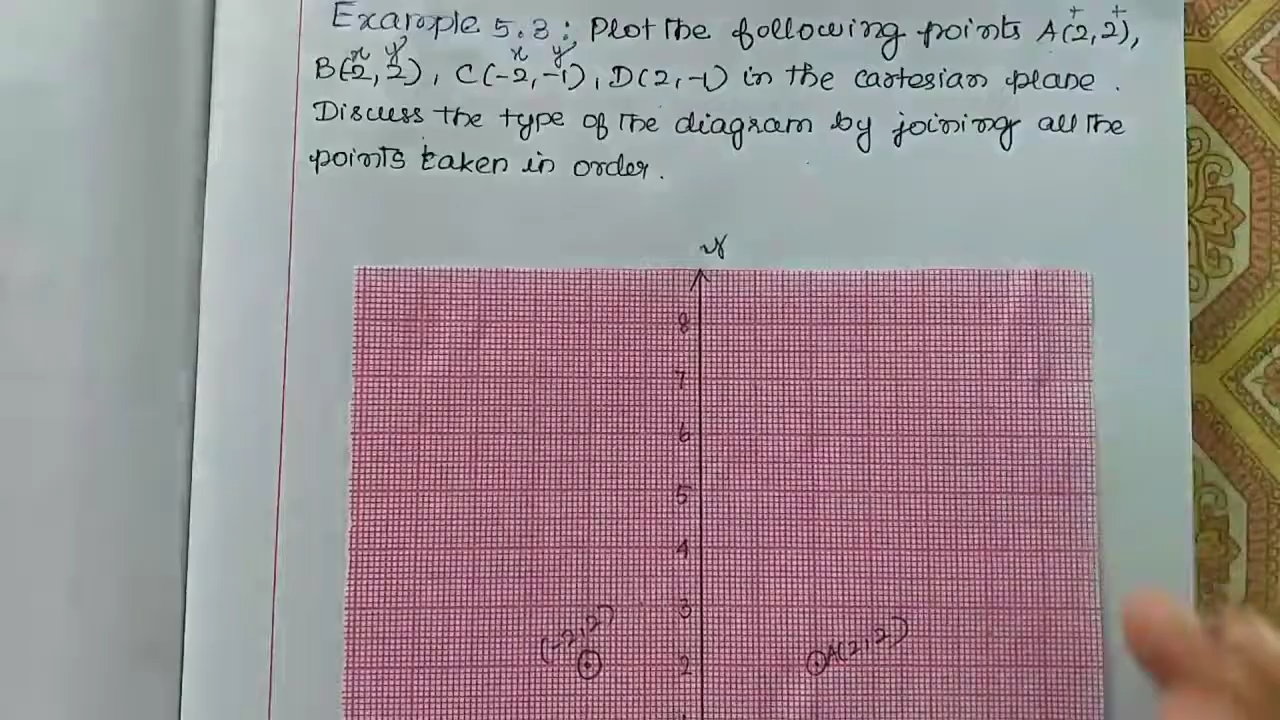 Example 5.3: Plot the following points A(2,2),
B(-2,2), C(-2,-1), D(2,-1) in the cartesian plane.
Discuss the type of the diagram by joining all the
points taken in order.
y
8
7
6
5
4
3
(-2,2)
A(2,2)
2